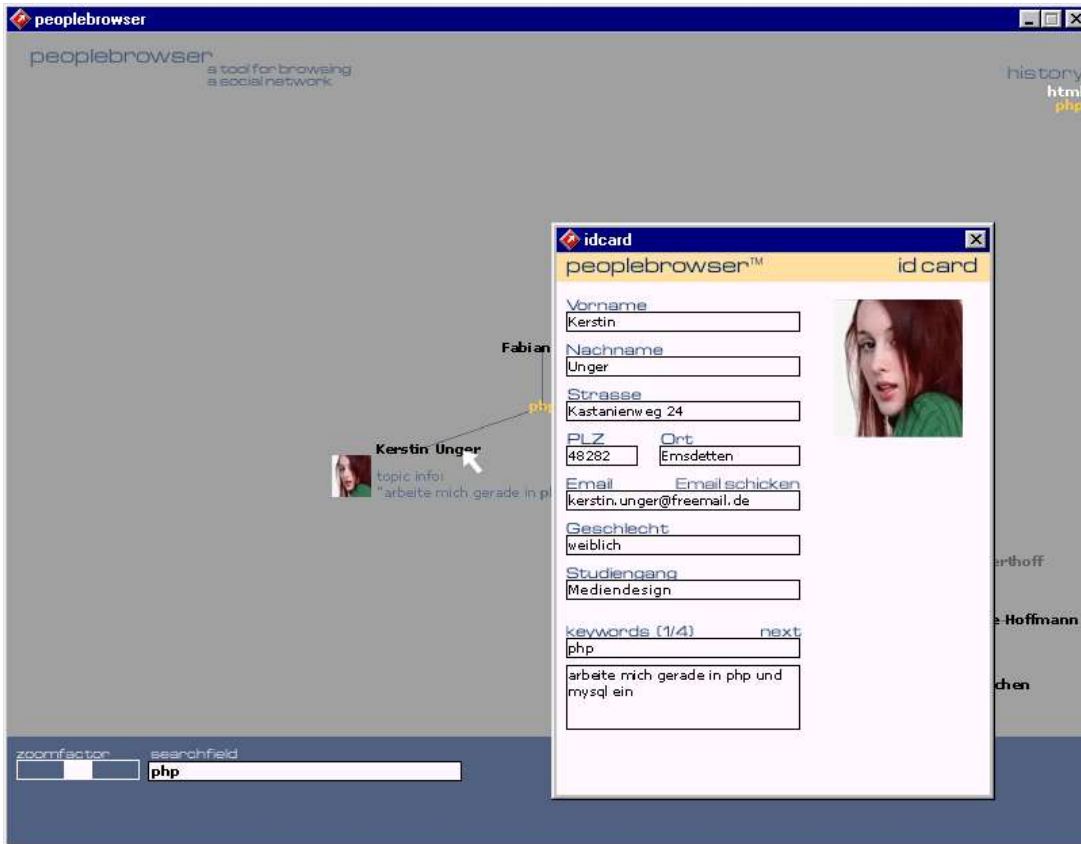 peoplebrowser
peoplebrowser
a tool for browsing
a social network
history
html
php
Fabian
php
Kerstin Unger
topic info:
"arbeite mich gerade in
erthoff
e Hoffmann
chen
zoomfactor
searchfield
php
idcard
peoplebrowser™
id card
Vorname
Kerstin
Nachname
Unger
Strasse
Kastanienweg 24
PLZ
Ort
48282
Emsdetten
Email
Email schicken
kerstin.unger@freemail.de
Geschlecht
weiblich
Studiengang
Mediendesign
keywords (1/4)
next
php
arbeite mich gerade in php und
mysql ein